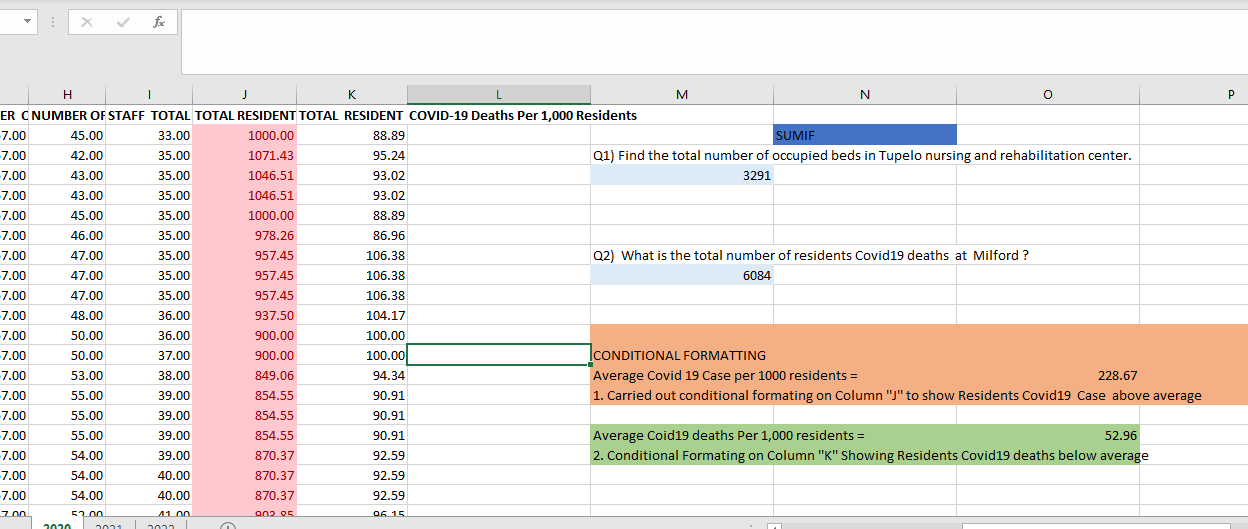 fx
H I J K L M N O P
ER C NUMBER OF STAFF TOTAL TOTAL RESIDENT TOTAL RESIDENT COVID-19 Deaths Per 1,000 Residents
7.00 45.00 33.00 1000.00 88.89 SUMIF
7.00 42.00 35.00 1071.43 95.24 Q1) Find the total number of occupied beds in Tupelo nursing and rehabilitation center.
7.00 43.00 35.00 1046.51 93.02 3291
7.00 43.00 35.00 1046.51 93.02
7.00 45.00 35.00 1000.00 88.89
7.00 46.00 35.00 978.26 86.96
7.00 47.00 35.00 957.45 106.38 Q2) What is the total number of residents Covid19 deaths at Milford ?
7.00 47.00 35.00 957.45 106.38 6084
7.00 47.00 35.00 957.45 106.38
7.00 48.00 36.00 937.50 104.17
7.00 50.00 36.00 900.00 100.00
7.00 50.00 37.00 900.00 100.00 CONDITIONAL FORMATTING
7.00 53.00 38.00 849.06 94.34 Average Covid 19 Case per 1000 residents = 228.67
7.00 55.00 39.00 854.55 90.91 1. Carried out conditional formating on Column "J" to show Residents Covid19 Case above average
7.00 55.00 39.00 854.55 90.91
7.00 55.00 39.00 854.55 90.91 Average Coid19 deaths Per 1,000 residents = 52.96
7.00 54.00 39.00 870.37 92.59 2. Conditional Formating on Column "K" Showing Residents Covid19 deaths below average
7.00 54.00 40.00 870.37 92.59
7.00 54.00 40.00 870.37 92.59
7.00 52.00 41.00 903.85 96.15
2020 2021 2022